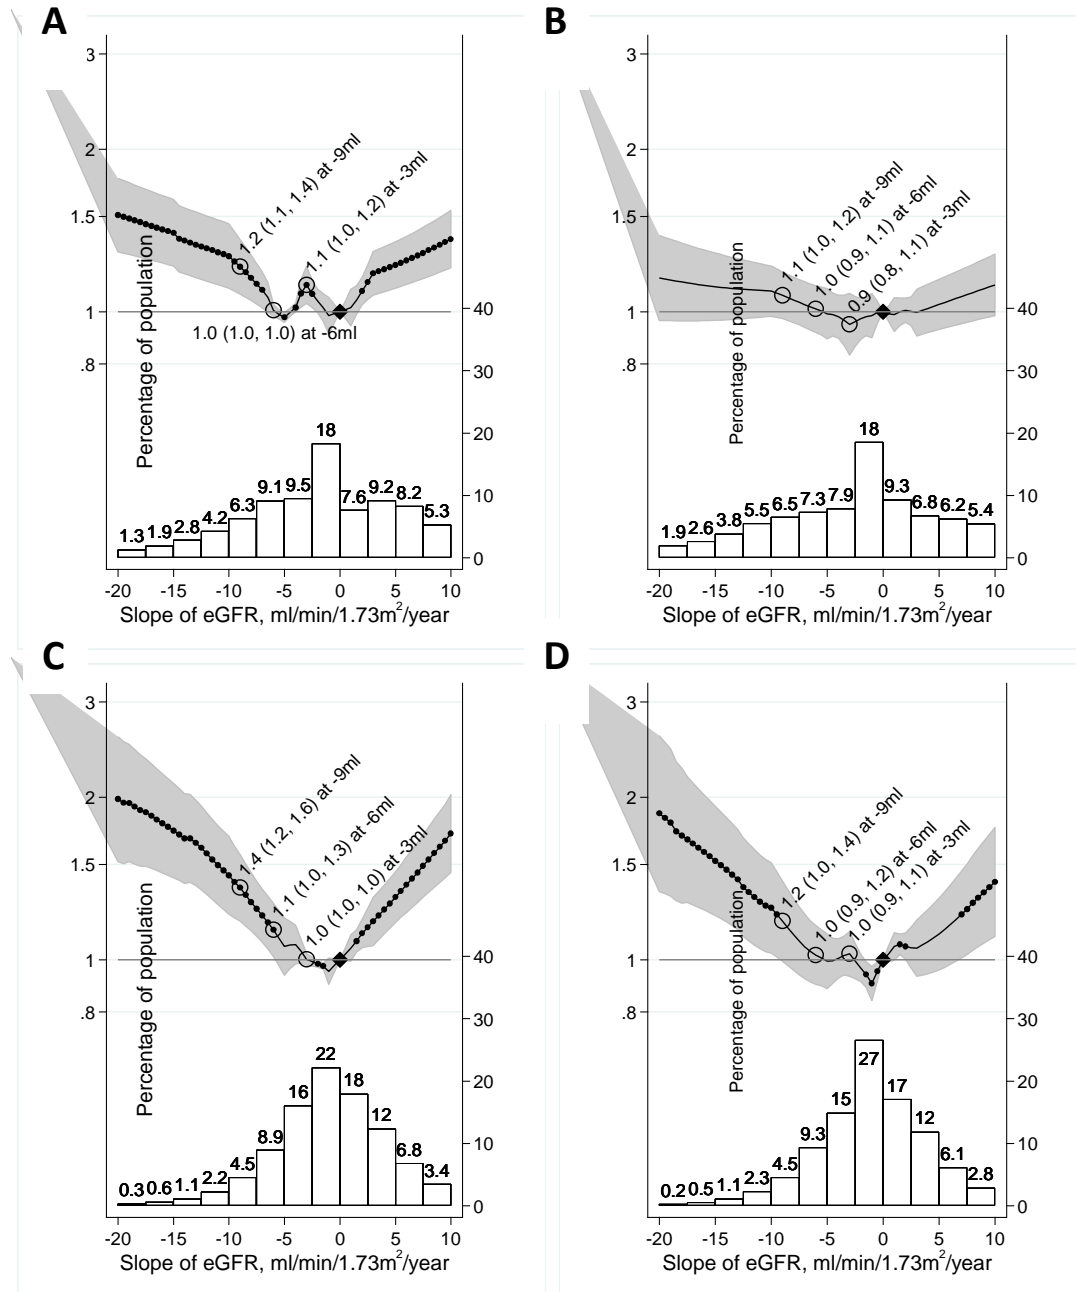 A
3
2
1.5
1
.8
1.2 (1.1, 1.4) at -9ml
1.1 (1.0, 1.2) at -3ml
1.0 (1.0, 1.0) at -6ml
Percentage of population
40
30
20
10
0
1.3 1.9 2.8 4.2 6.3 9.1 9.5 18 7.6 9.2 8.2 5.3
-20 -15 -10 -5 0 5 10
Slope of eGFR, ml/min/1.73m²/year
B
3
2
1.5
1
.8
1.1 (1.0, 1.2) at -9ml
1.0 (0.9, 1.1) at -6ml
0.9 (0.8, 1.1) at -3ml
Percentage of population
40
30
20
10
0
1.9 2.6 3.8 5.5 6.5 7.3 7.9 18 9.3 6.8 6.2 5.4
-20 -15 -10 -5 0 5 10
Slope of eGFR, ml/min/1.73m²/year
C
3
2
1.5
1
.8
1.4 (1.2, 1.6) at -9ml
1.1 (1.0, 1.3) at -6ml
1.0 (1.0, 1.0) at -3ml
Percentage of population
40
30
20
10
0
0.3 0.6 1.1 2.2 4.5 8.9 16 22 18 12 6.8 3.4
-20 -15 -10 -5 0 5 10
Slope of eGFR, ml/min/1.73m²/year
D
3
2
1.5
1
.8
1.2 (1.0, 1.4) at -9ml
1.0 (0.9, 1.2) at -6ml
1.0 (0.9, 1.1) at -3ml
Percentage of population
40
30
20
10
0
0.2 0.5 1.1 2.3 4.5 9.3 15 27 17 12 6.1 2.8
-20 -15 -10 -5 0 5 10
Slope of eGFR, ml/min/1.73m²/year